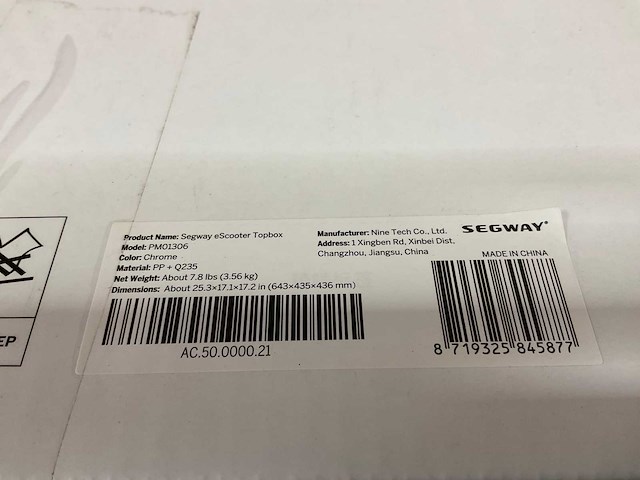 Product Name: Segway eScooter Topbox
Model: PM01306
Color: Chrome
Material: PP + Q235
Net Weight: About 7.8 lbs (3.56 kg)
Dimensions: About 25.3×17.1×17.2 in (643×435×436 mm)
AC.50.0000.21
Manufacturer: Nine Tech Co., Ltd.
Address: 1 Xingben Rd, Xinbei Dist,
Changzhou, Jiangsu, China
SEGWAY
MADE IN CHINA
8 719325 845877